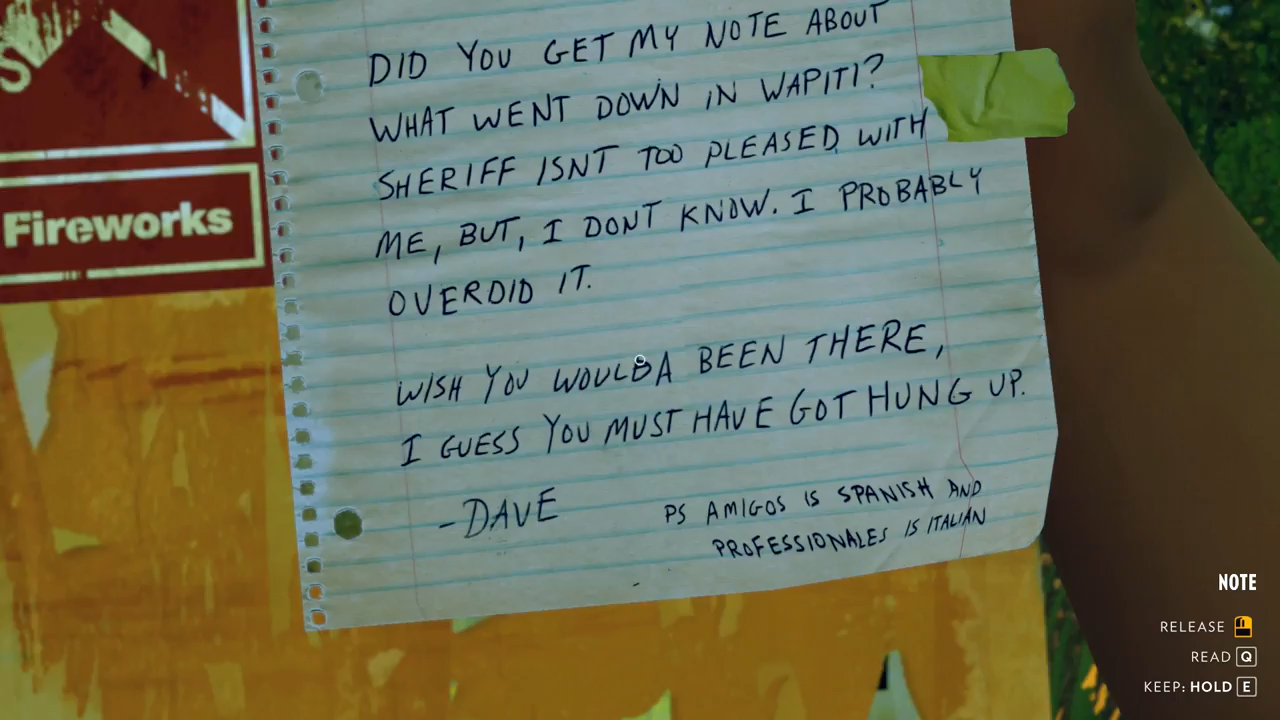 S
Fireworks
DID YOU GET MY NOTE ABOUT
WHAT WENT DOWN IN WAPITI?
SHERIFF ISNT TOO PLEASED WITH
ME, BUT, I DONT KNOW. I PROBABLY
OVERDID IT.
WISH YOU WOULDA BEEN THERE,
I GUESS YOU MUST HAVE GOT HUNG UP.
-DAVE
PS AMIGOS IS SPANISH AND
PROFESSIONALES IS ITALIAN
NOTE
RELEASE
READ Q
KEEP: HOLD E